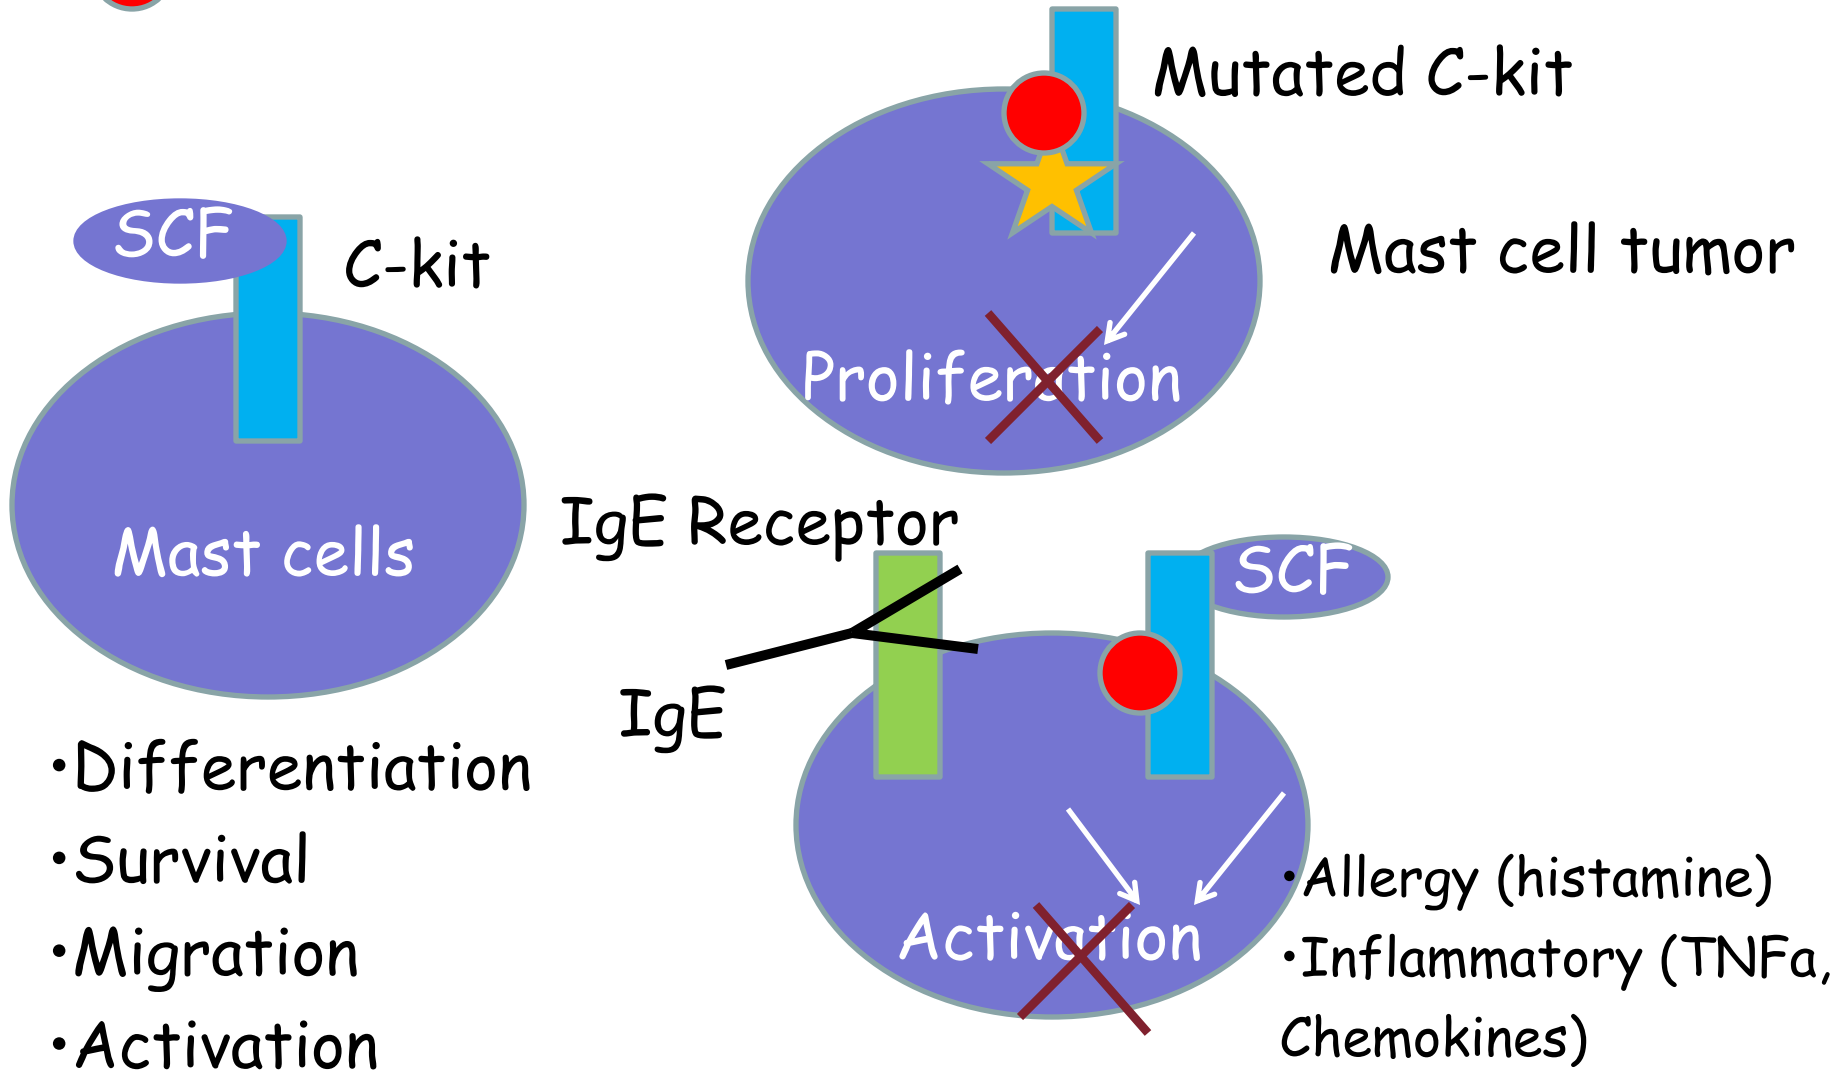 Mutated C-kit
SCF
C-kit
Mast cell tumor
Proliferation
IgE Receptor
Mast cells
SCF
IgE
•Differentiation
•Survival
•Migration
•Activation
Activation
•Allergy (histamine)
•Inflammatory (TNFa,
Chemokines)